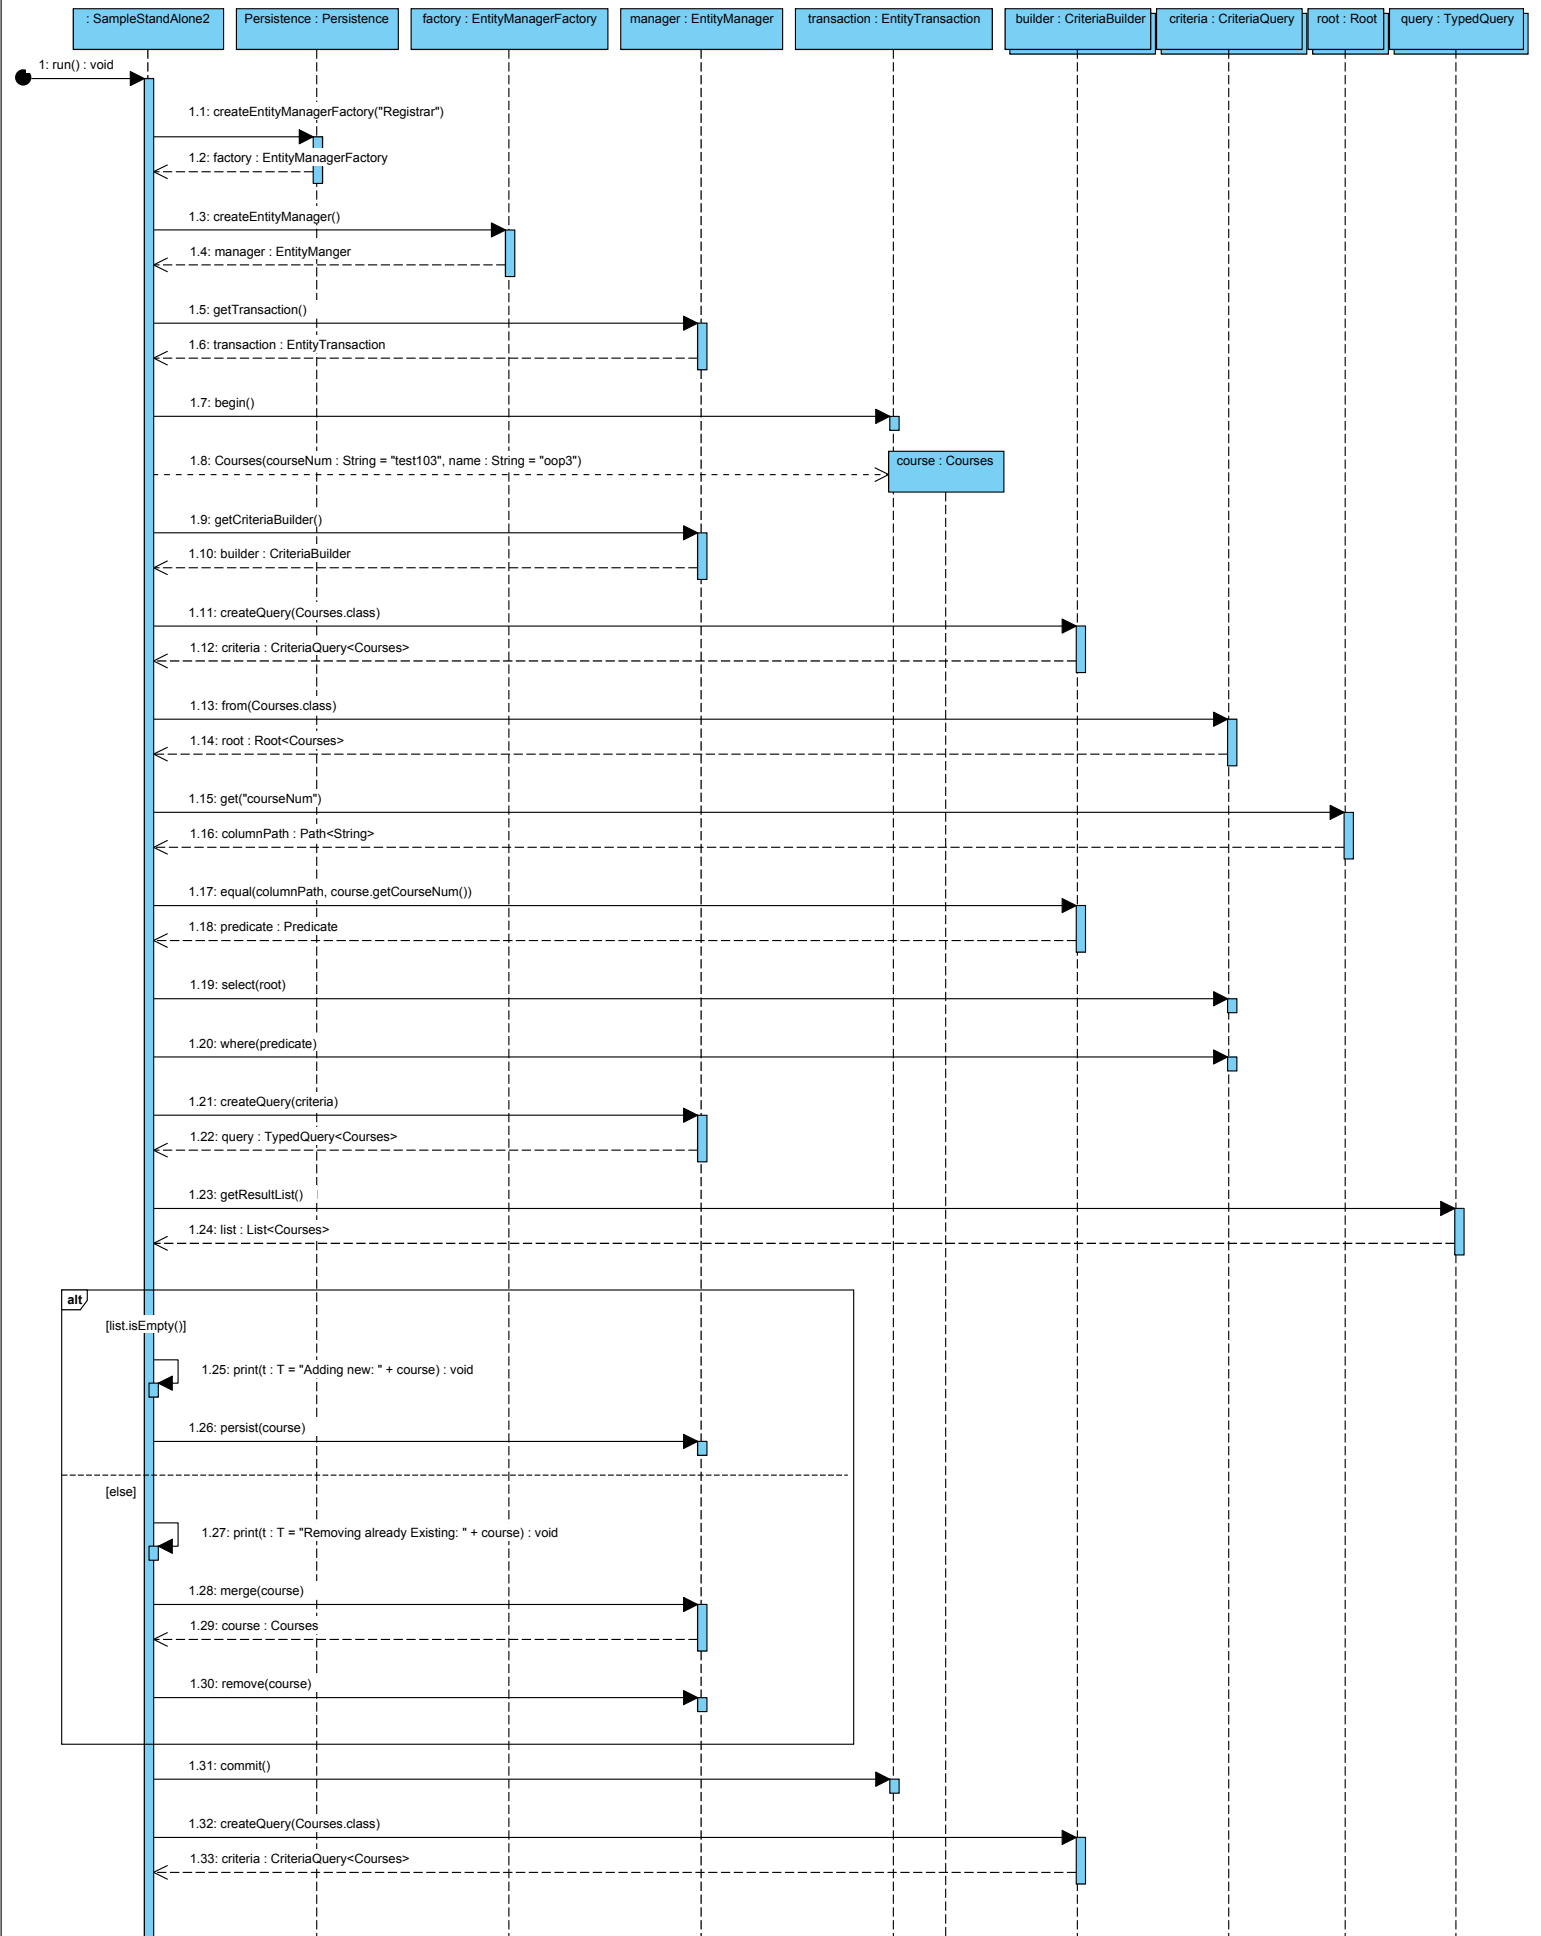 : SampleStandAlone2
Persistence : Persistence
factory : EntityManagerFactory
manager : EntityManager
transaction : EntityTransaction
builder : CriteriaBuilder
criteria : CriteriaQuery
root : Root
query : TypedQuery
1: run() : void
1.1: createEntityManagerFactory("Registrar")
1.2: factory : EntityManagerFactory
1.3: createEntityManager()
1.4: manager : EntityManger
1.5: getTransaction()
1.6: transaction : EntityTransaction
1.7: begin()
1.8: Courses(courseNum : String = "test103", name : String = "oop3")
course : Courses
1.9: getCriteriaBuilder()
1.10: builder : CriteriaBuilder
1.11: createQuery(Courses.class)
1.12: criteria : CriteriaQuery<Courses>
1.13: from(Courses.class)
1.14: root : Root<Courses>
1.15: get("courseNum")
1.16: columnPath : Path<String>
1.17: equal(columnPath, course.getCourseNum())
1.18: predicate : Predicate
1.19: select(root)
1.20: where(predicate)
1.21: createQuery(criteria)
1.22: query : TypedQuery<Courses>
1.23: getResultList()
1.24: list : List<Courses>
alt
[list.isEmpty()]
1.25: print(t : T = "Adding new: " + course) : void
1.26: persist(course)
[else]
1.27: print(t : T = "Removing already Existing: " + course) : void
1.28: merge(course)
1.29: course : Courses
1.30: remove(course)
1.31: commit()
1.32: createQuery(Courses.class)
1.33: criteria : CriteriaQuery<Courses>